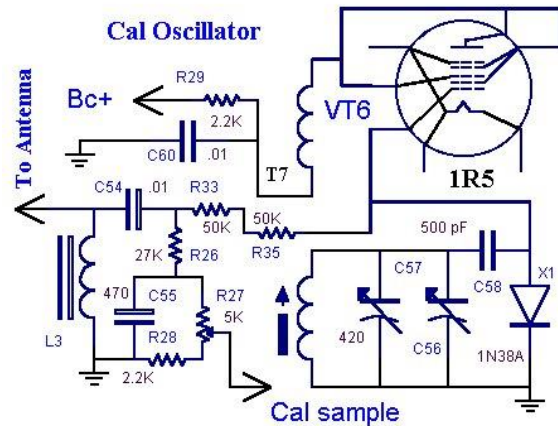 Cal Oscillator
R29
Bc+
VT6
2.2K
C60
.01
T7
1R5
To Antenna
C54
.01
R33
50K
50K
R35
500 pF
27K
R26
C57
X1
C58
470
C55
R27
5K
L3
R28
420
C56
1N38A
2.2K
Cal sample